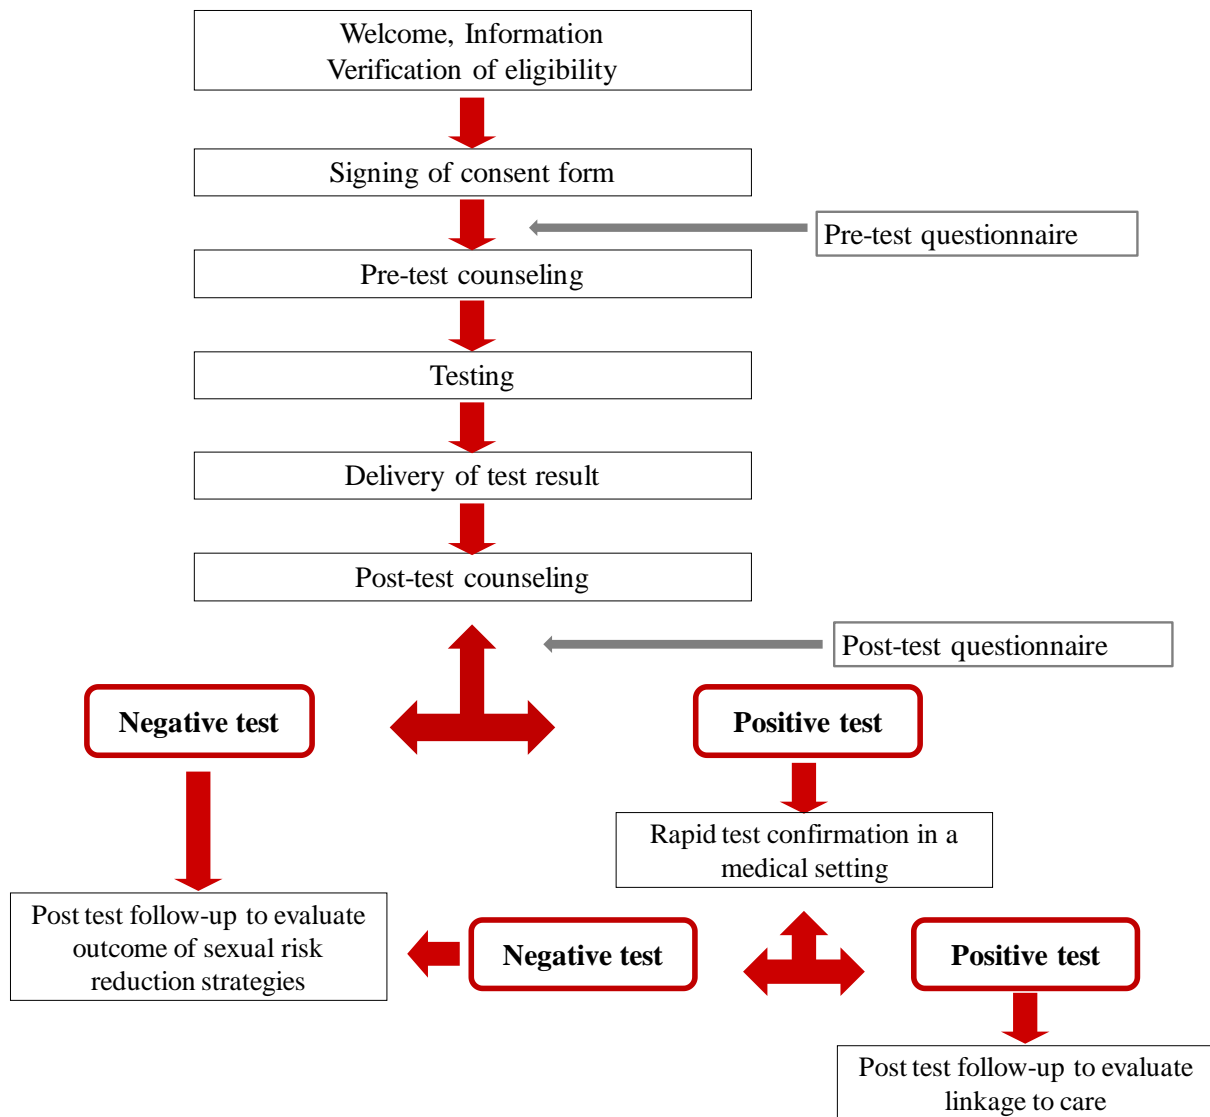 Welcome, Information
Verification of eligibility
Signing of consent form
Pre-test questionnaire
Pre-test counseling
Testing
Delivery of test result
Post-test counseling
Post-test questionnaire
Negative test
Positive test
Rapid test confirmation in a
medical setting
Post test follow-up to evaluate
outcome of sexual risk
reduction strategies
Negative test
Positive test
Post test follow-up to evaluate
linkage to care